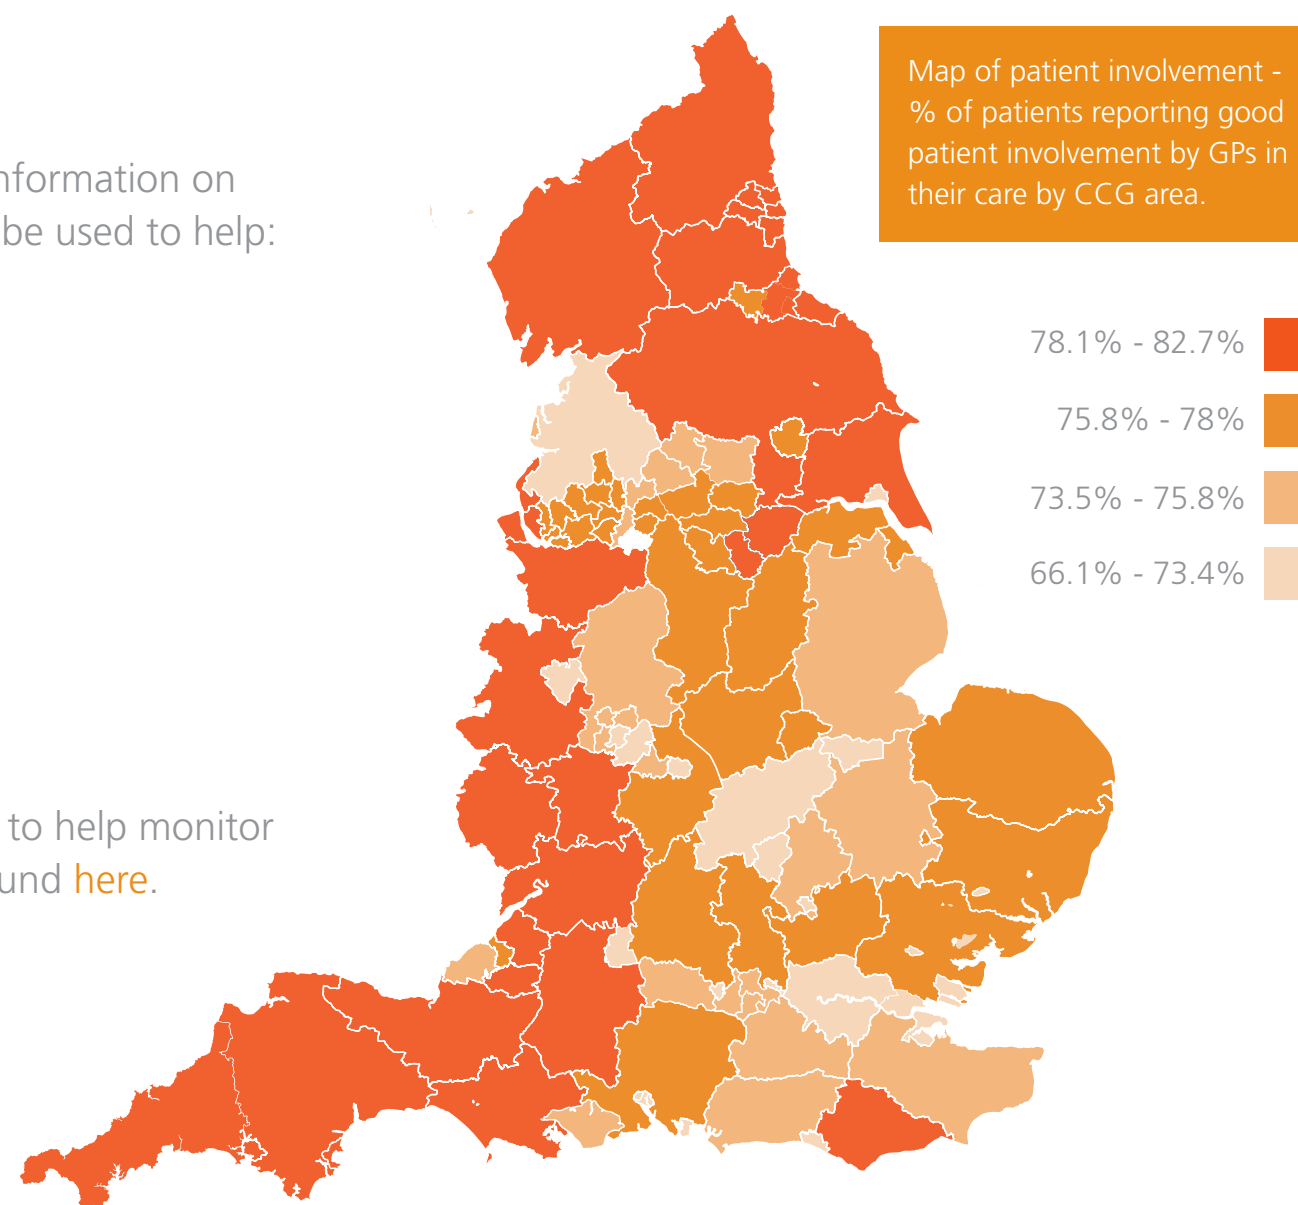 Map of patient involvement -
% of patients reporting good
patient involvement by GPs in
their care by CCG area.
nformation on
be used to help:
78.1% - 82.7%
75.8% - 78%
73.5% - 75.8%
66.1% - 73.4%
to help monitor
und here.